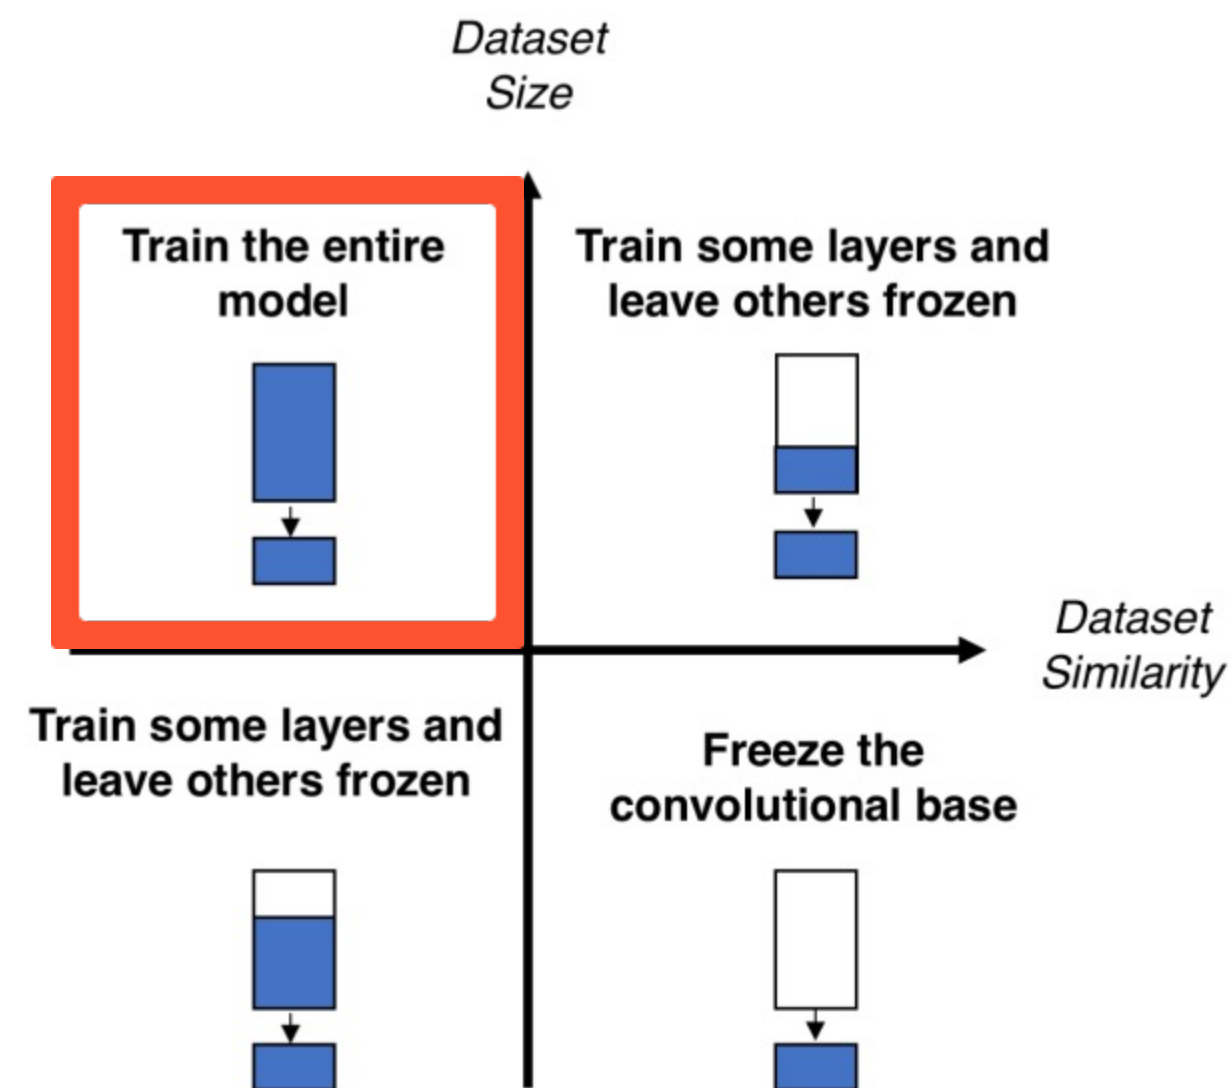 Dataset
Size
Train the entire
model
Train some layers and
leave others frozen
Dataset
Similarity
Train some layers and
leave others frozen
Freeze the
convolutional base